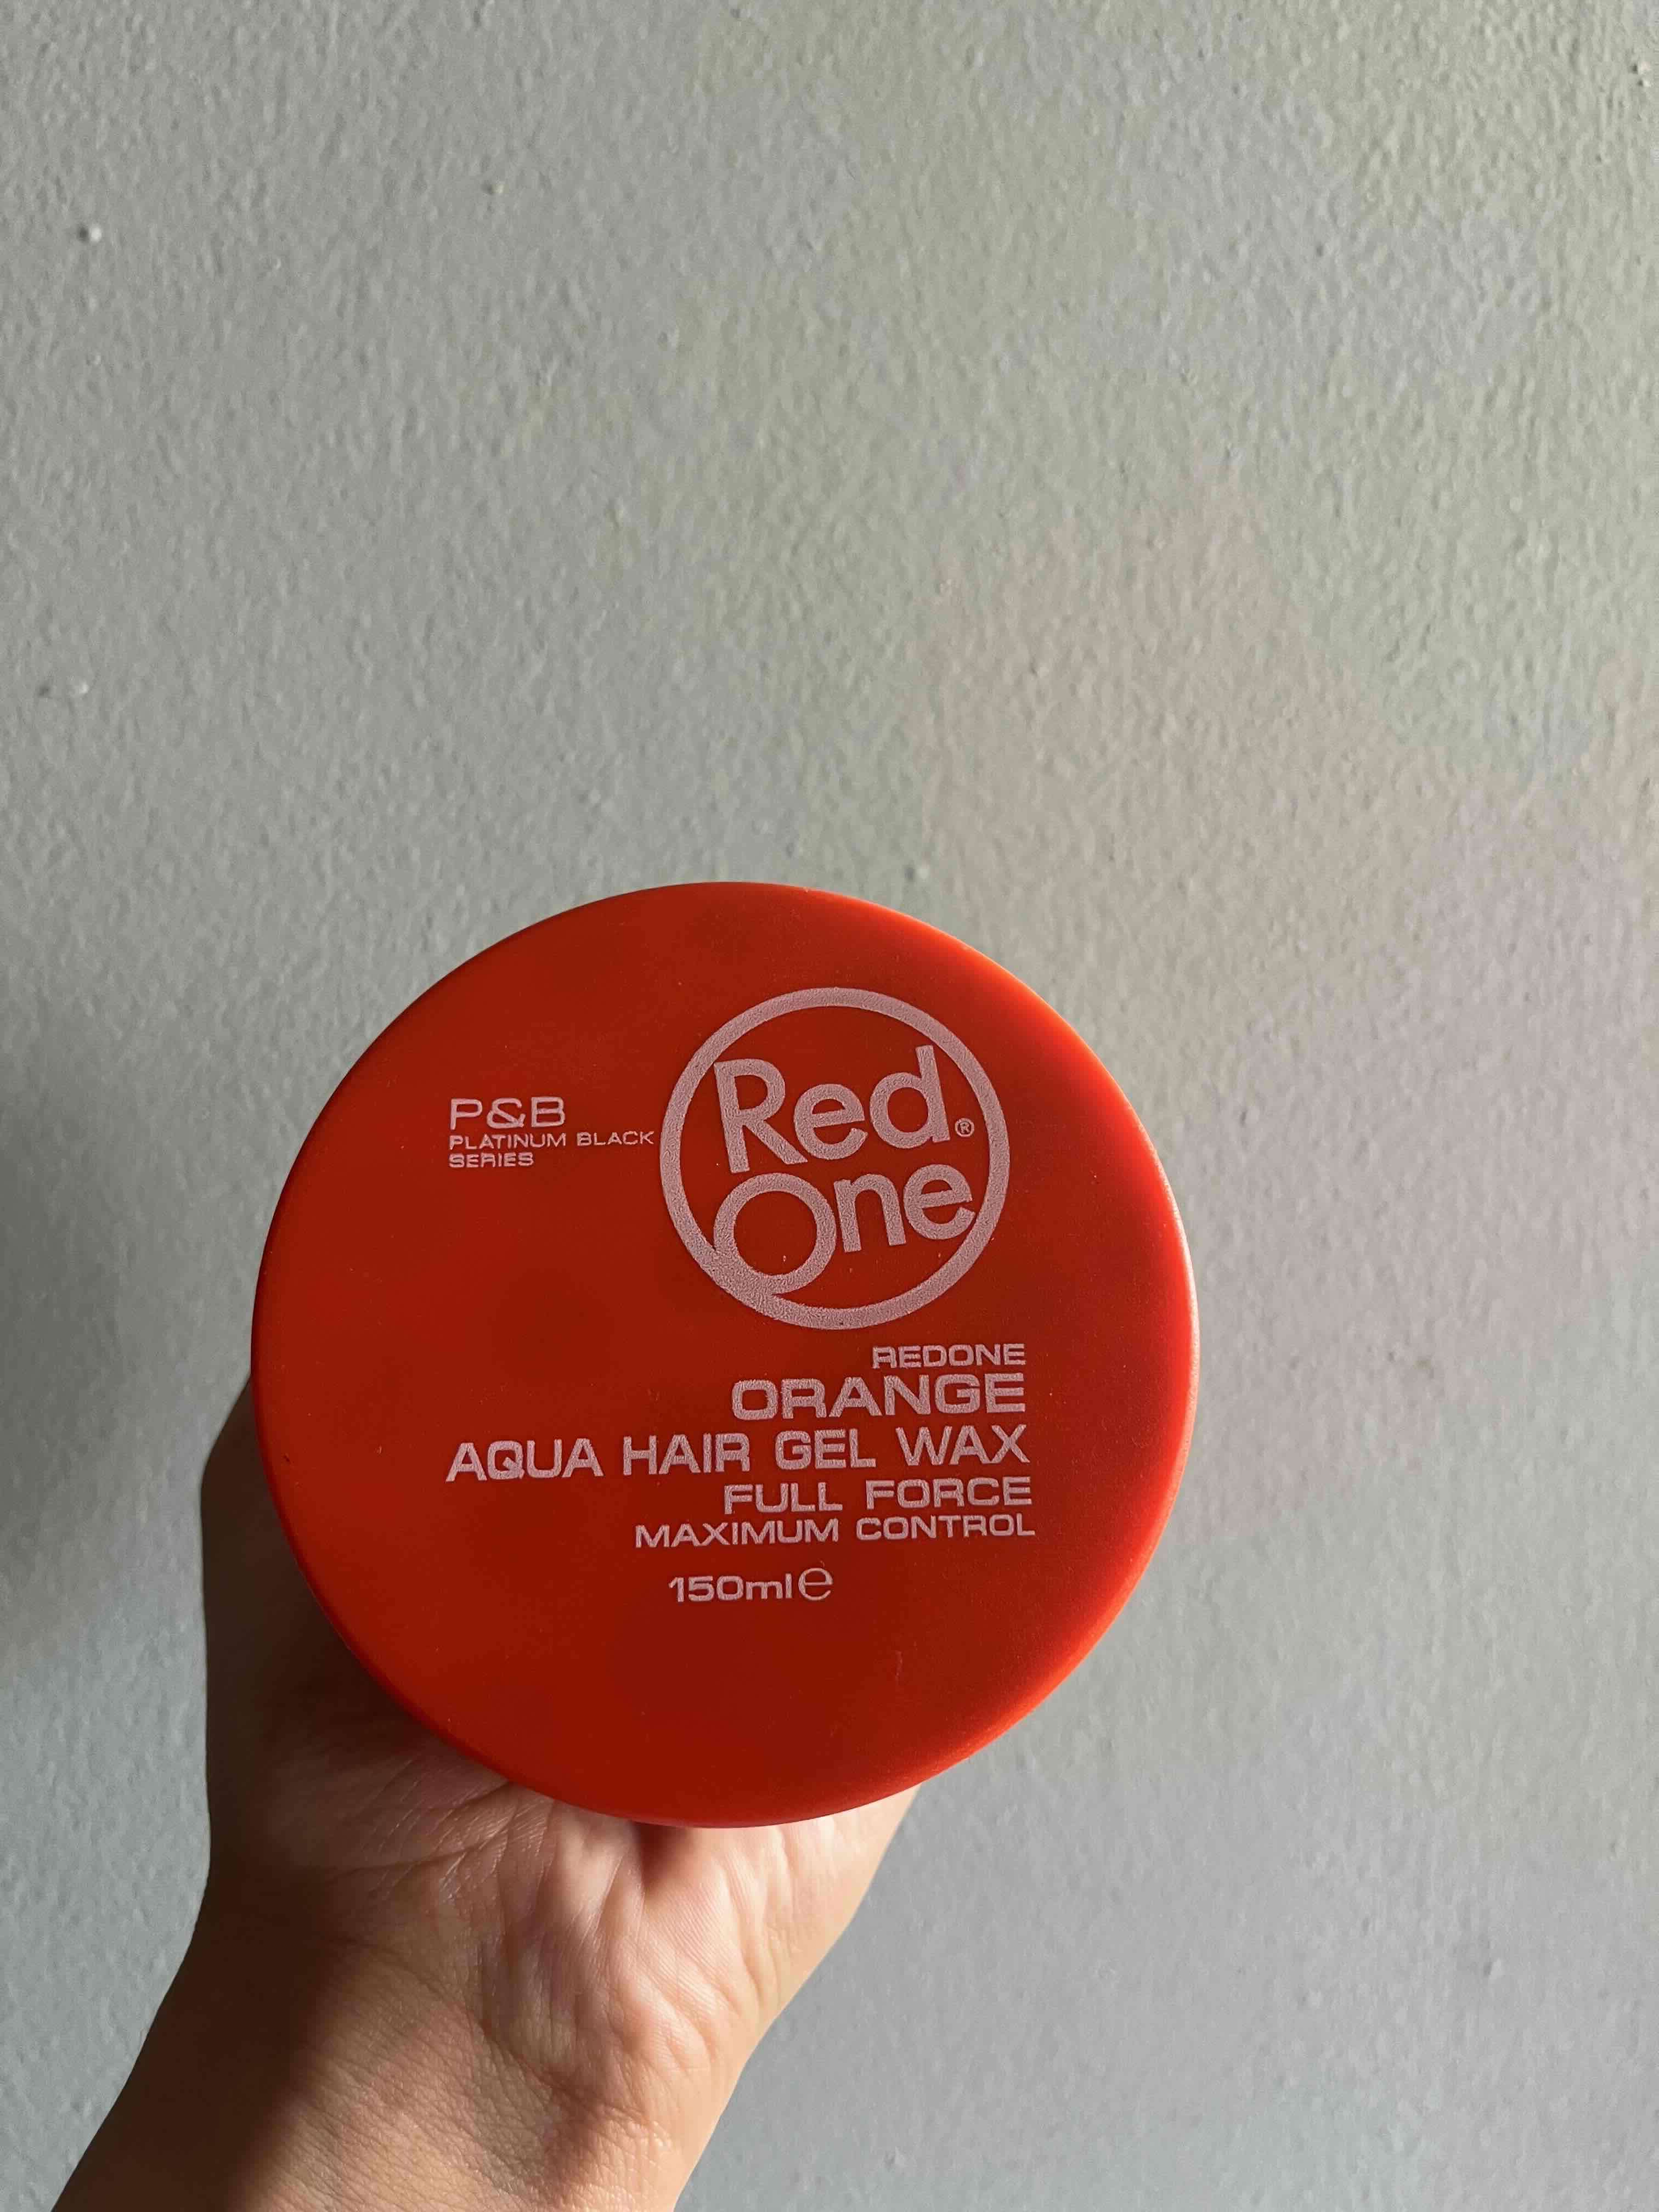 P&B
PLATINUM BLACK
SERIES
Red®
One
REDONE
ORANGE
AQUA HAIR GEL WAX
FULL FORCE
MAXIMUM CONTROL
150ml℮